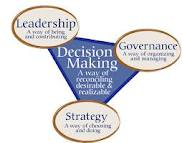 Leadership
A way of being
and contributing
Governance
A way of organizing
and managing
Decision
Making
A way of
reconciling
desirable &
realizable
Strategy
A way of choosing
and doing